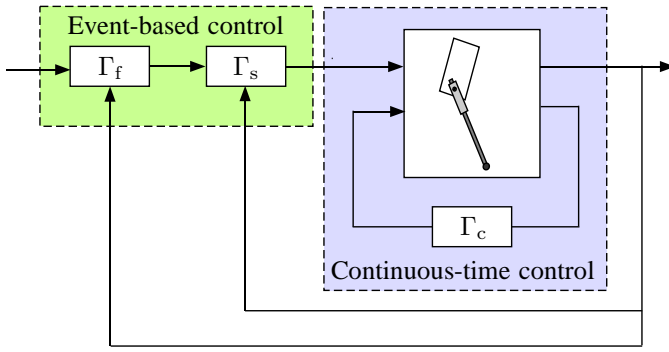 Event-based control
Γf
Γs
Γc
Continuous-time control